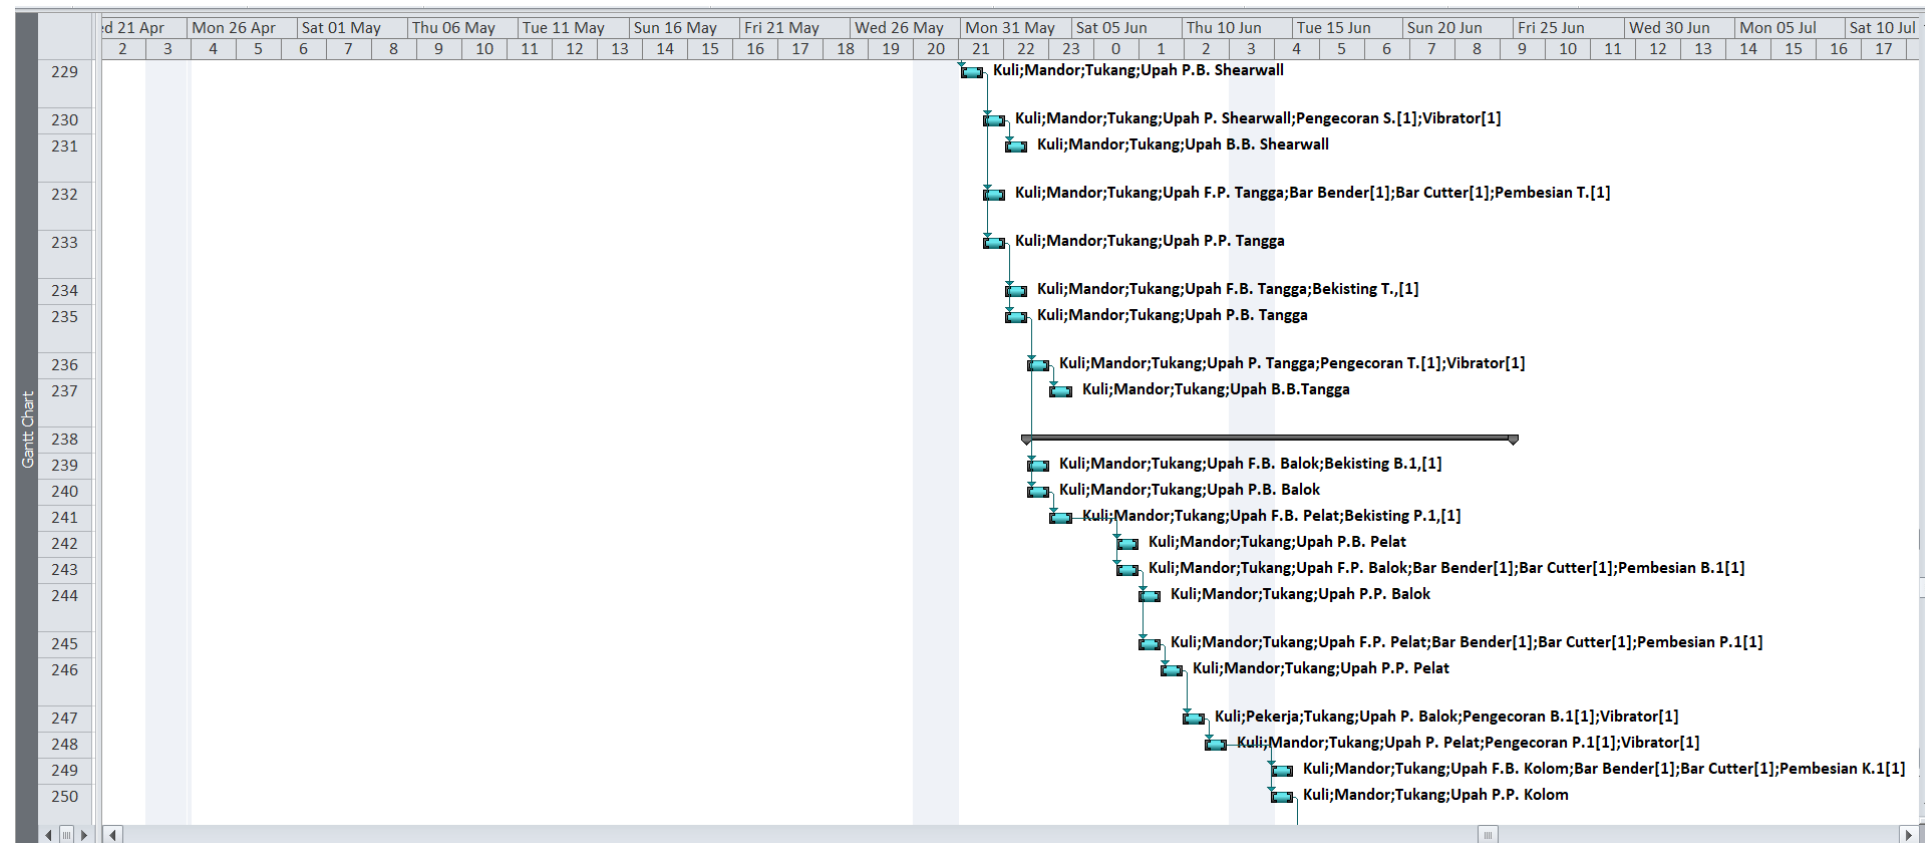 ed 21 Apr Mon 26 Apr Sat 01 May Thu 06 May Tue 11 May Sun 16 May Fri 21 May Wed 26 May Mon 31 May Sat 05 Jun Thu 10 Jun Tue 15 Jun Sun 20 Jun Fri 25 Jun Wed 30 Jun Mon 05 Jul Sat 10 Jul
2 3 4 5 6 7 8 9 10 11 12 13 14 15 16 17 18 19 20 21 22 23 0 1 2 3 4 5 6 7 8 9 10 11 12 13 14 15 16 17
229 Kuli;Mandor;Tukang;Upah P.B. Shearwall
230 Kuli;Mandor;Tukang;Upah P. Shearwall;Pengecoran S.[1];Vibrator[1]
231 Kuli;Mandor;Tukang;Upah B.B. Shearwall
232 Kuli;Mandor;Tukang;Upah F.P. Tangga;Bar Bender[1];Bar Cutter[1];Pembesian T.[1]
233 Kuli;Mandor;Tukang;Upah P.P. Tangga
234 Kuli;Mandor;Tukang;Upah F.B. Tangga;Bekisting T.,[1]
235 Kuli;Mandor;Tukang;Upah P.B. Tangga
236 Kuli;Mandor;Tukang;Upah P. Tangga;Pengecoran T.[1];Vibrator[1]
237 Kuli;Mandor;Tukang;Upah B.B.Tangga
Gantt Chart
238
239 Kuli;Mandor;Tukang;Upah F.B. Balok;Bekisting B.1,[1]
240 Kuli;Mandor;Tukang;Upah P.B. Balok
241 Kuli;Mandor;Tukang;Upah F.B. Pelat;Bekisting P.1,[1]
242 Kuli;Mandor;Tukang;Upah P.B. Pelat
243 Kuli;Mandor;Tukang;Upah F.P. Balok;Bar Bender[1];Bar Cutter[1];Pembesian B.1[1]
244 Kuli;Mandor;Tukang;Upah P.P. Balok
245 Kuli;Mandor;Tukang;Upah F.P. Pelat;Bar Bender[1];Bar Cutter[1];Pembesian P.1[1]
246 Kuli;Mandor;Tukang;Upah P.P. Pelat
247 Kuli;Pekerja;Tukang;Upah P. Balok;Pengecoran B.1[1];Vibrator[1]
248 Kuli;Mandor;Tukang;Upah P. Pelat;Pengecoran P.1[1];Vibrator[1]
249 Kuli;Mandor;Tukang;Upah F.B. Kolom;Bar Bender[1];Bar Cutter[1];Pembesian K.1[1]
250 Kuli;Mandor;Tukang;Upah P.P. Kolom